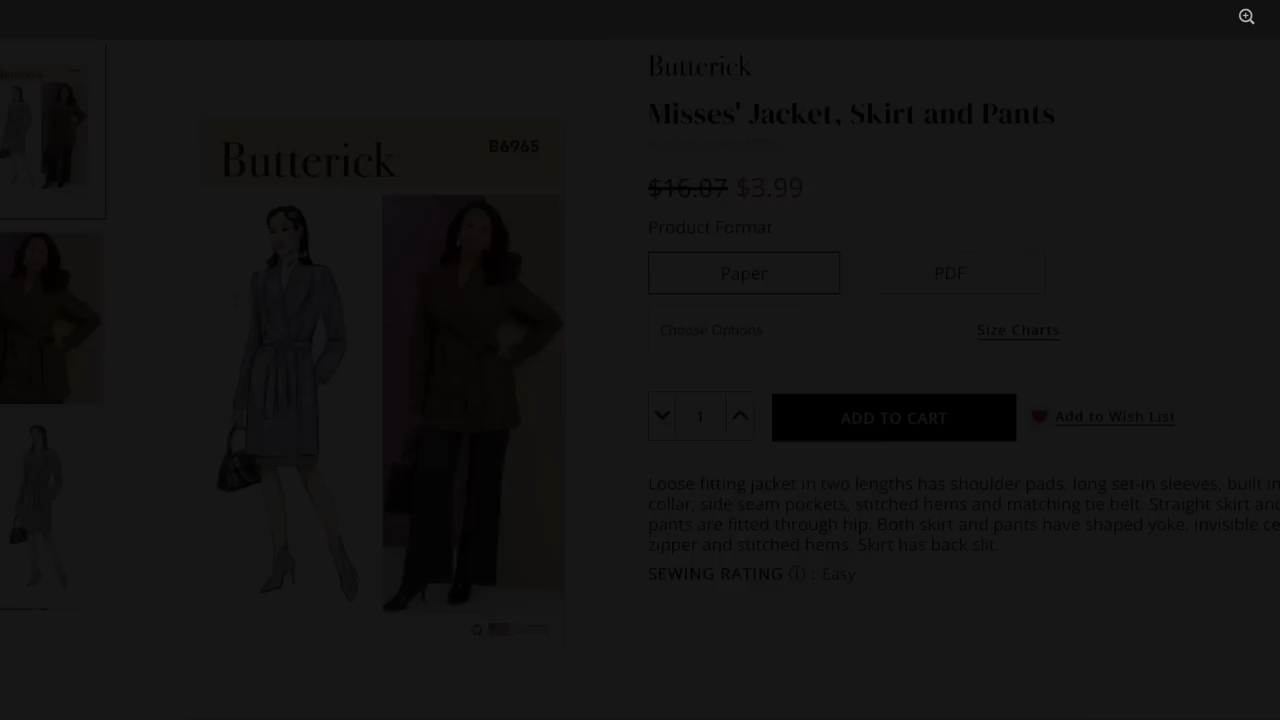 Butterick
Misses' Jacket, Skirt and Pants
$16.07 $3.99
Product Format
Paper
PDF
Choose Options
Size Charts
1
ADD TO CART
Add to Wish List
Loose fitting jacket in two lengths has shoulder pads, long set-in sleeves, built in
collar, side seam pockets, stitched hems and matching tie belt. Straight skirt and
pants are fitted through hip. Both skirt and pants have shaped yoke, invisible ce
zipper and stitched hems. Skirt has back slit.
SEWING RATING ⓘ : Easy
Butterick
B6965
Butterick